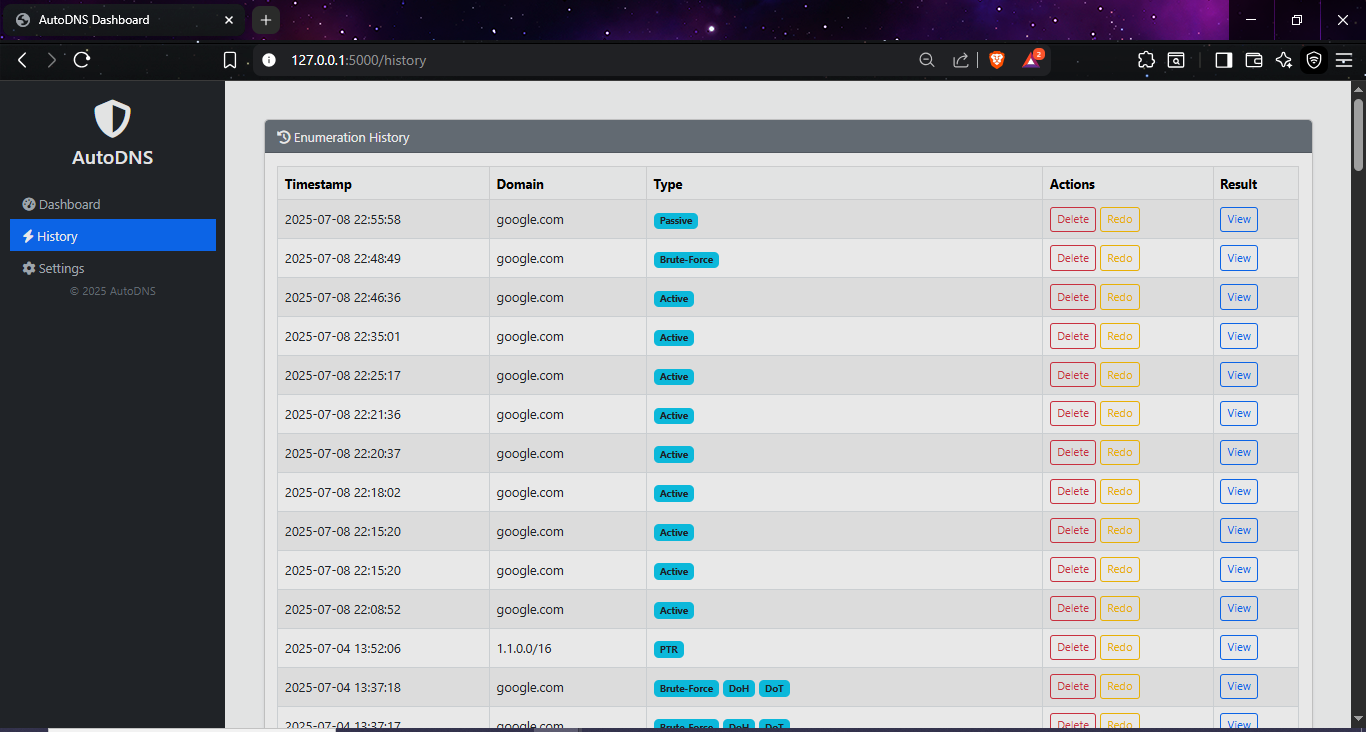 AutoDNS Dashboard
127.0.0.1:5000/history
2
AutoDNS
Dashboard
History
Settings
© 2025 AutoDNS
Enumeration History
Timestamp Domain Type Actions Result
2025-07-08 22:55:58 google.com Passive Delete Redo View
2025-07-08 22:48:49 google.com Brute-Force Delete Redo View
2025-07-08 22:46:36 google.com Active Delete Redo View
2025-07-08 22:35:01 google.com Active Delete Redo View
2025-07-08 22:25:17 google.com Active Delete Redo View
2025-07-08 22:21:36 google.com Active Delete Redo View
2025-07-08 22:20:37 google.com Active Delete Redo View
2025-07-08 22:18:02 google.com Active Delete Redo View
2025-07-08 22:15:20 google.com Active Delete Redo View
2025-07-08 22:15:20 google.com Active Delete Redo View
2025-07-08 22:08:52 google.com Active Delete Redo View
2025-07-04 13:52:06 1.1.0.0/16 PTR Delete Redo View
2025-07-04 13:37:18 google.com Brute-Force DoH DoT Delete Redo View
2025-07-04 13:37:17 google.com Brute-Force DoH DoT Delete Redo View